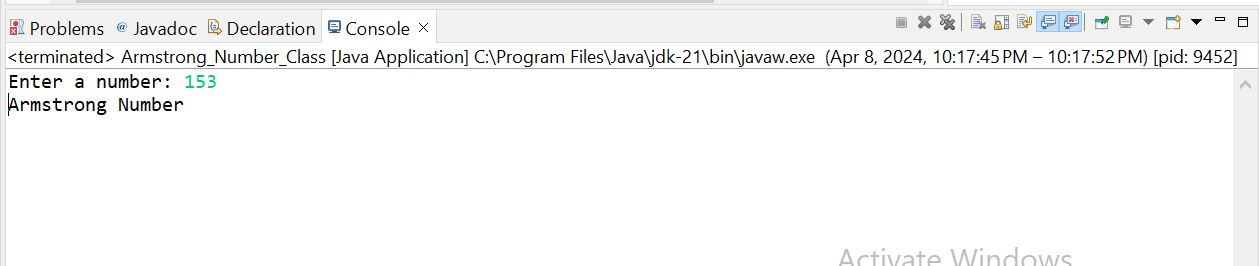 Problems @ Javadoc Declaration Console
<terminated> Armstrong_Number_Class [Java Application] C:\Program Files\Java\jdk-21\bin\javaw.exe (Apr 8, 2024, 10:17:45 PM – 10:17:52 PM) [pid: 9452]
Enter a number: 153
Armstrong Number
Activate Windows